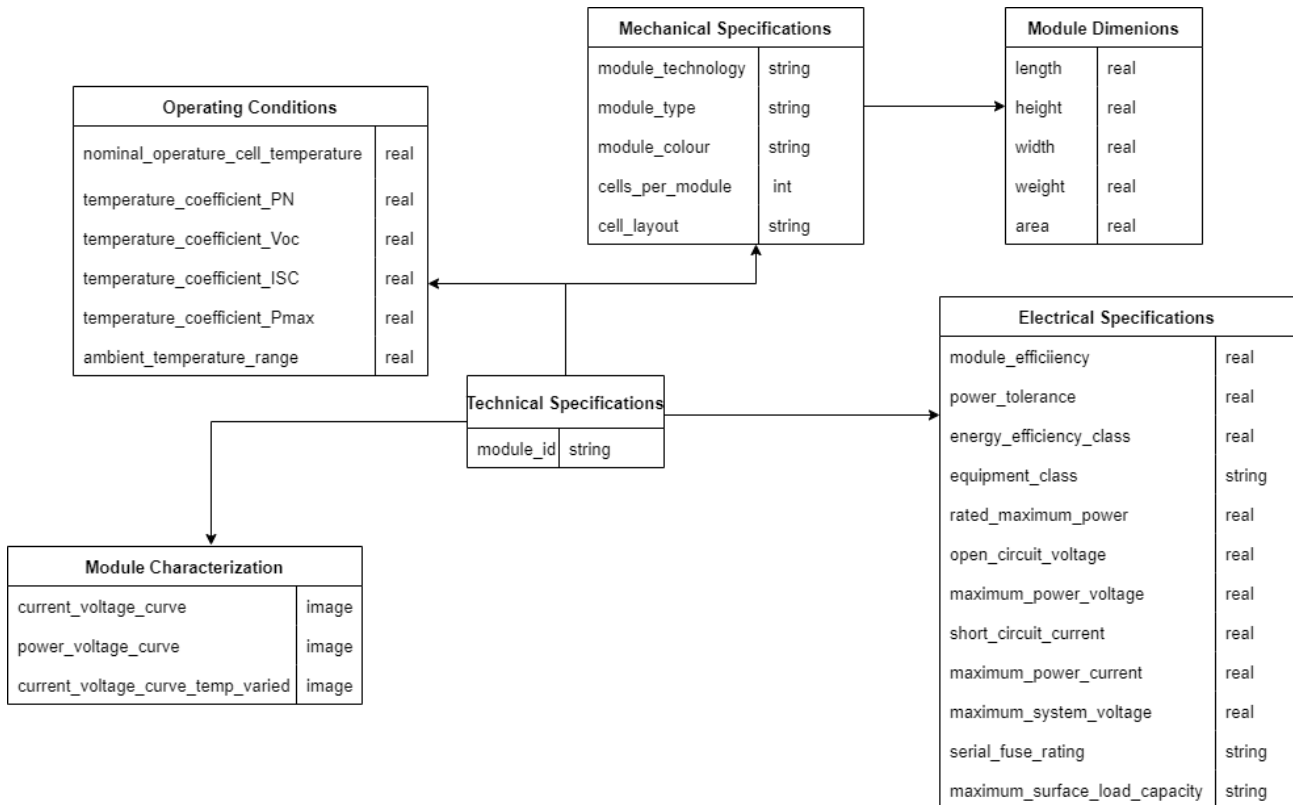 Mechanical Specifications
module_technology string
module_type string
module_colour string
cells_per_module int
cell_layout string
Module Dimenions
length real
height real
width real
weight real
area real
Operating Conditions
nominal_operature_cell_temperature real
temperature_coefficient_PN real
temperature_coefficient_Voc real
temperature_coefficient_ISC real
temperature_coefficient_Pmax real
ambient_temperature_range real
Technical Specifications
module_id string
Electrical Specifications
module_efficiiency real
power_tolerance real
energy_efficiency_class real
equipment_class string
rated_maximum_power real
open_circuit_voltage real
maximum_power_voltage real
short_circuit_current real
maximum_power_current real
maximum_system_voltage real
serial_fuse_rating string
maximum_surface_load_capacity string
Module Characterization
current_voltage_curve image
power_voltage_curve image
current_voltage_curve_temp_varied image